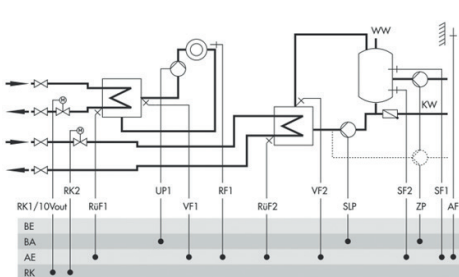 WW
M
KW
M
RK2 RüF1 UP1 VF1 RF1 RüF2 VF2 SLP SF2 ZP SF1 AF
RK1/10Vout
BE
BA
AE
RK